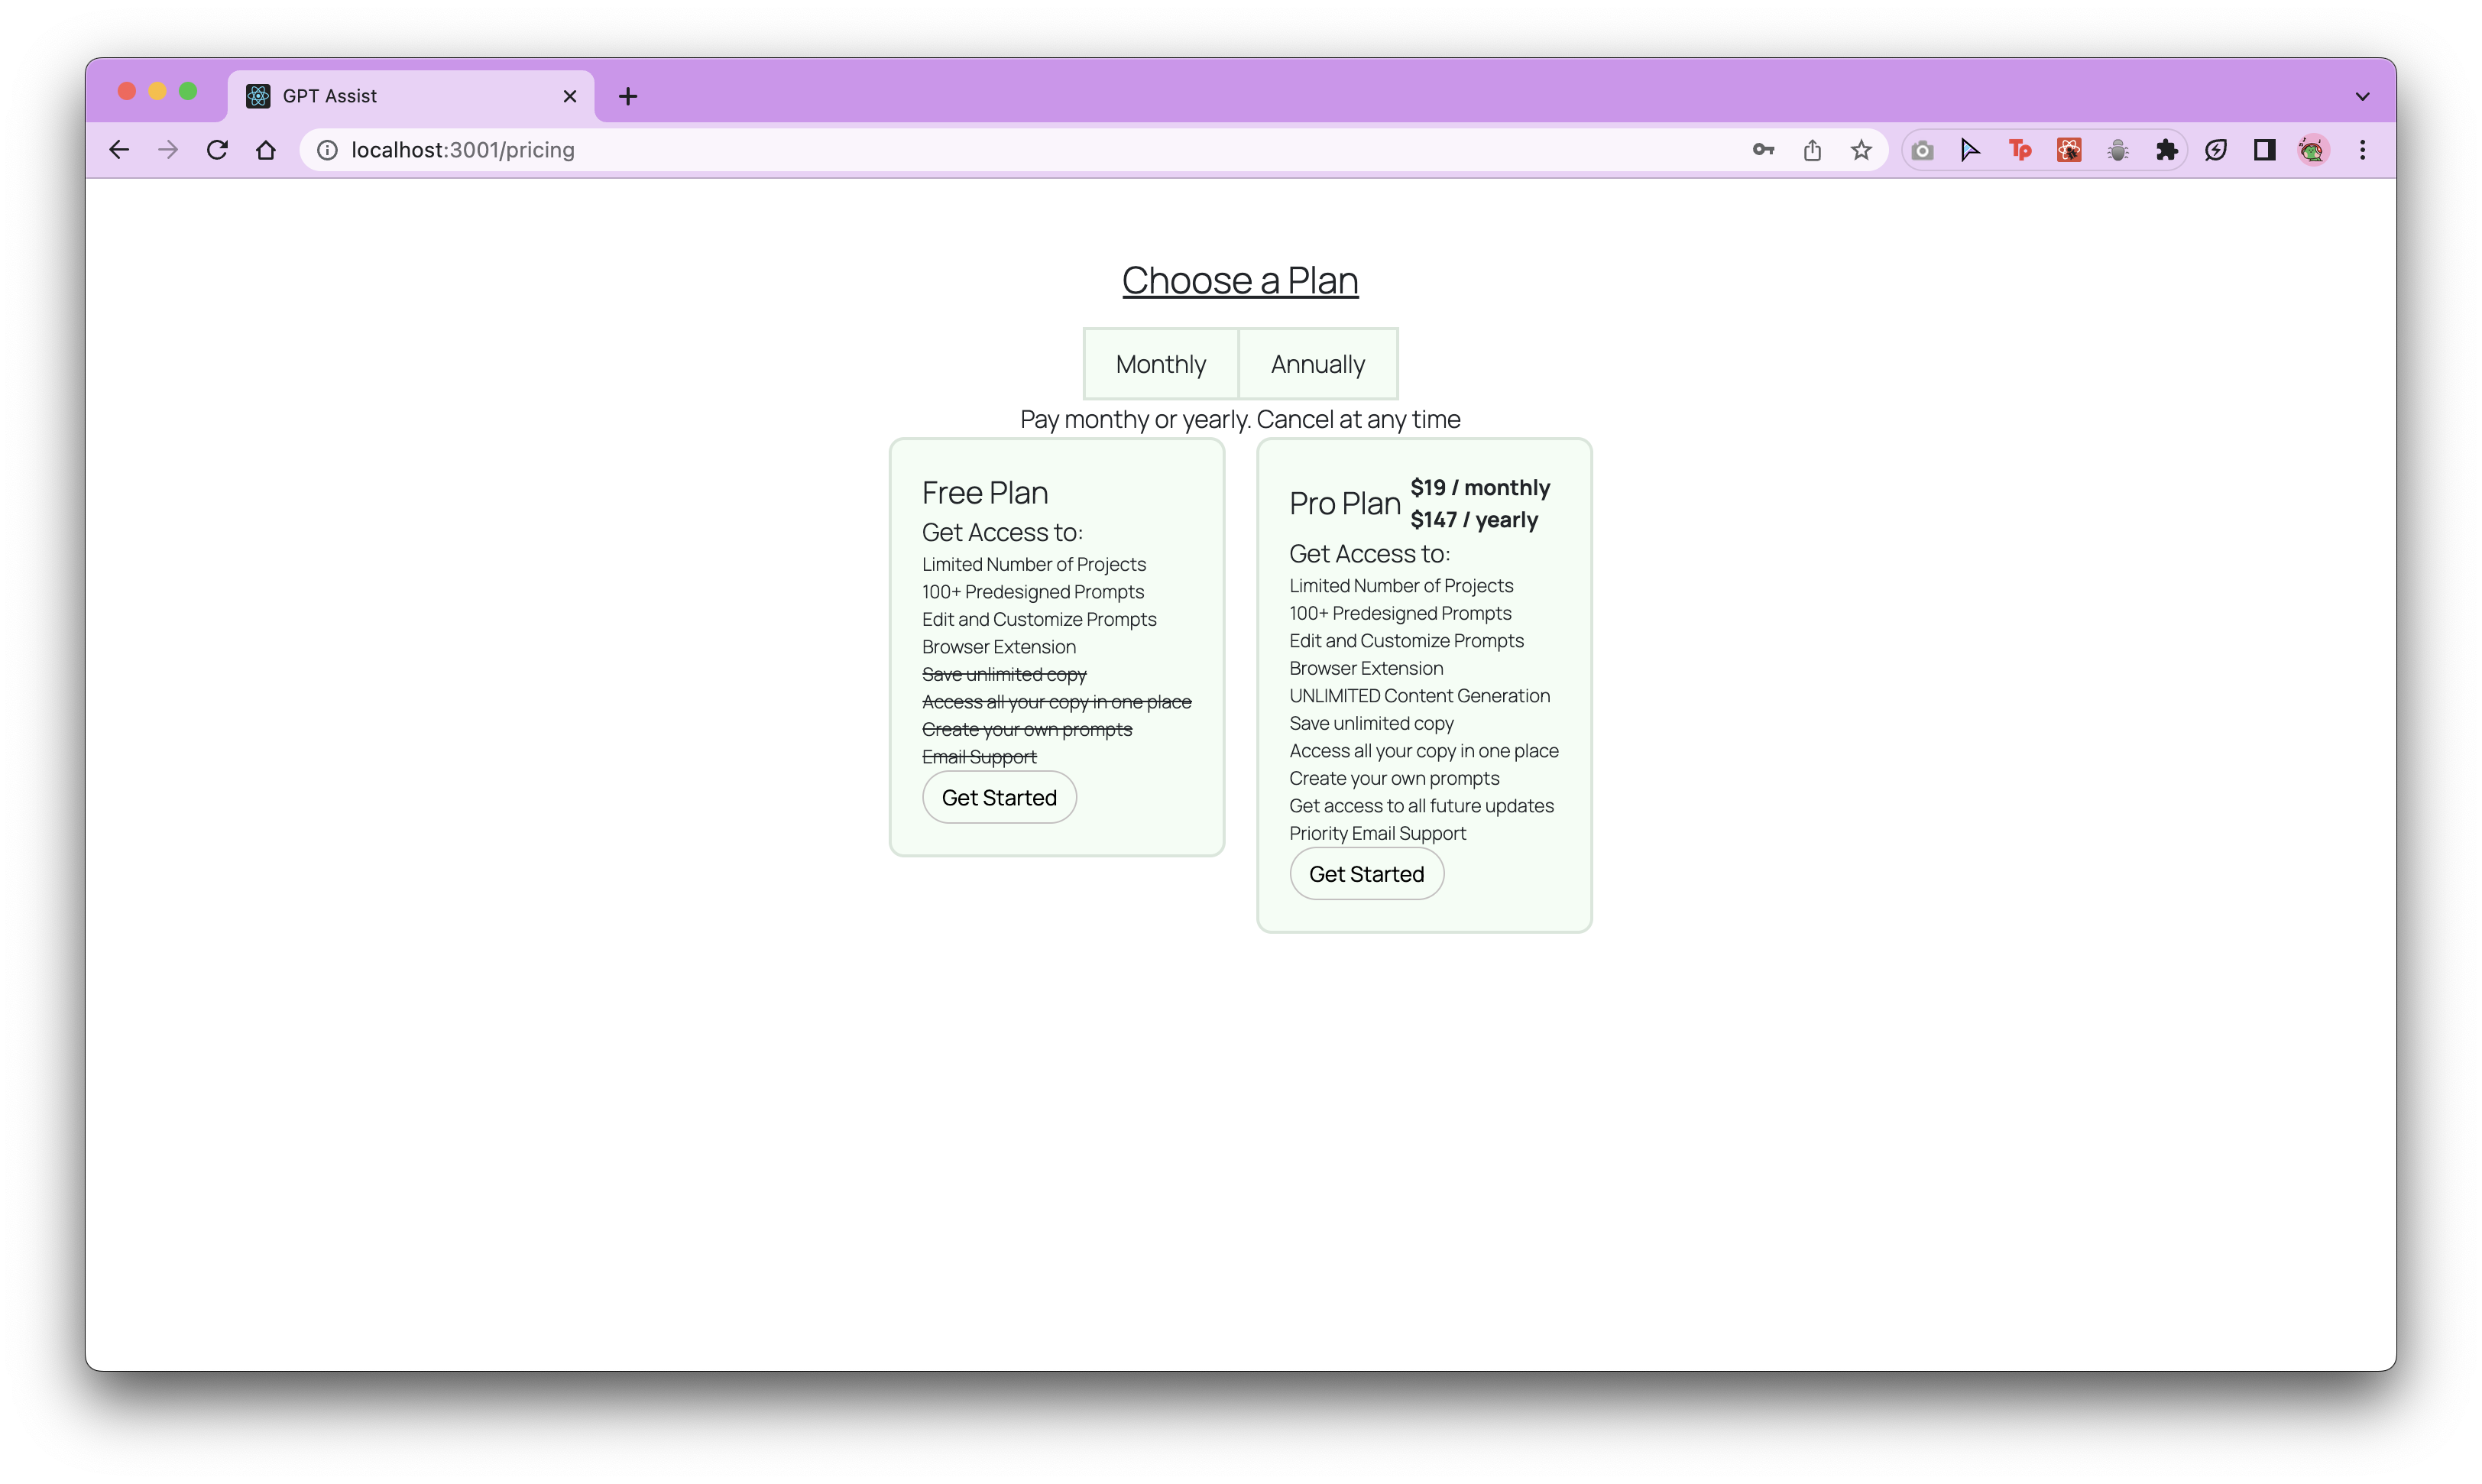 GPT Assist
localhost:3001/pricing
Tp
Choose a Plan
Monthly
Annually
Pay monthy or yearly. Cancel at any time
Free Plan
Get Access to:
Limited Number of Projects
100+ Predesigned Prompts
Edit and Customize Prompts
Browser Extension
Save unlimited copy
Access all your copy in one place
Create your own prompts
Email Support
Get Started
Pro Plan
$19 / monthly
$147 / yearly
Get Access to:
Limited Number of Projects
100+ Predesigned Prompts
Edit and Customize Prompts
Browser Extension
UNLIMITED Content Generation
Save unlimited copy
Access all your copy in one place
Create your own prompts
Get access to all future updates
Priority Email Support
Get Started